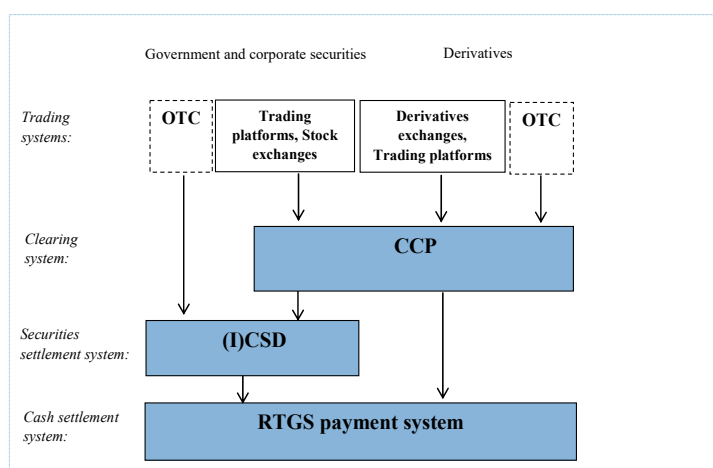 Government and corporate securities
Derivatives
Trading
systems:
OTC
Trading
platforms, Stock
exchanges
Derivatives
exchanges,
Trading platforms
OTC
Clearing
system:
CCP
Securities
settlement system:
(I)CSD
Cash settlement
system:
RTGS payment system